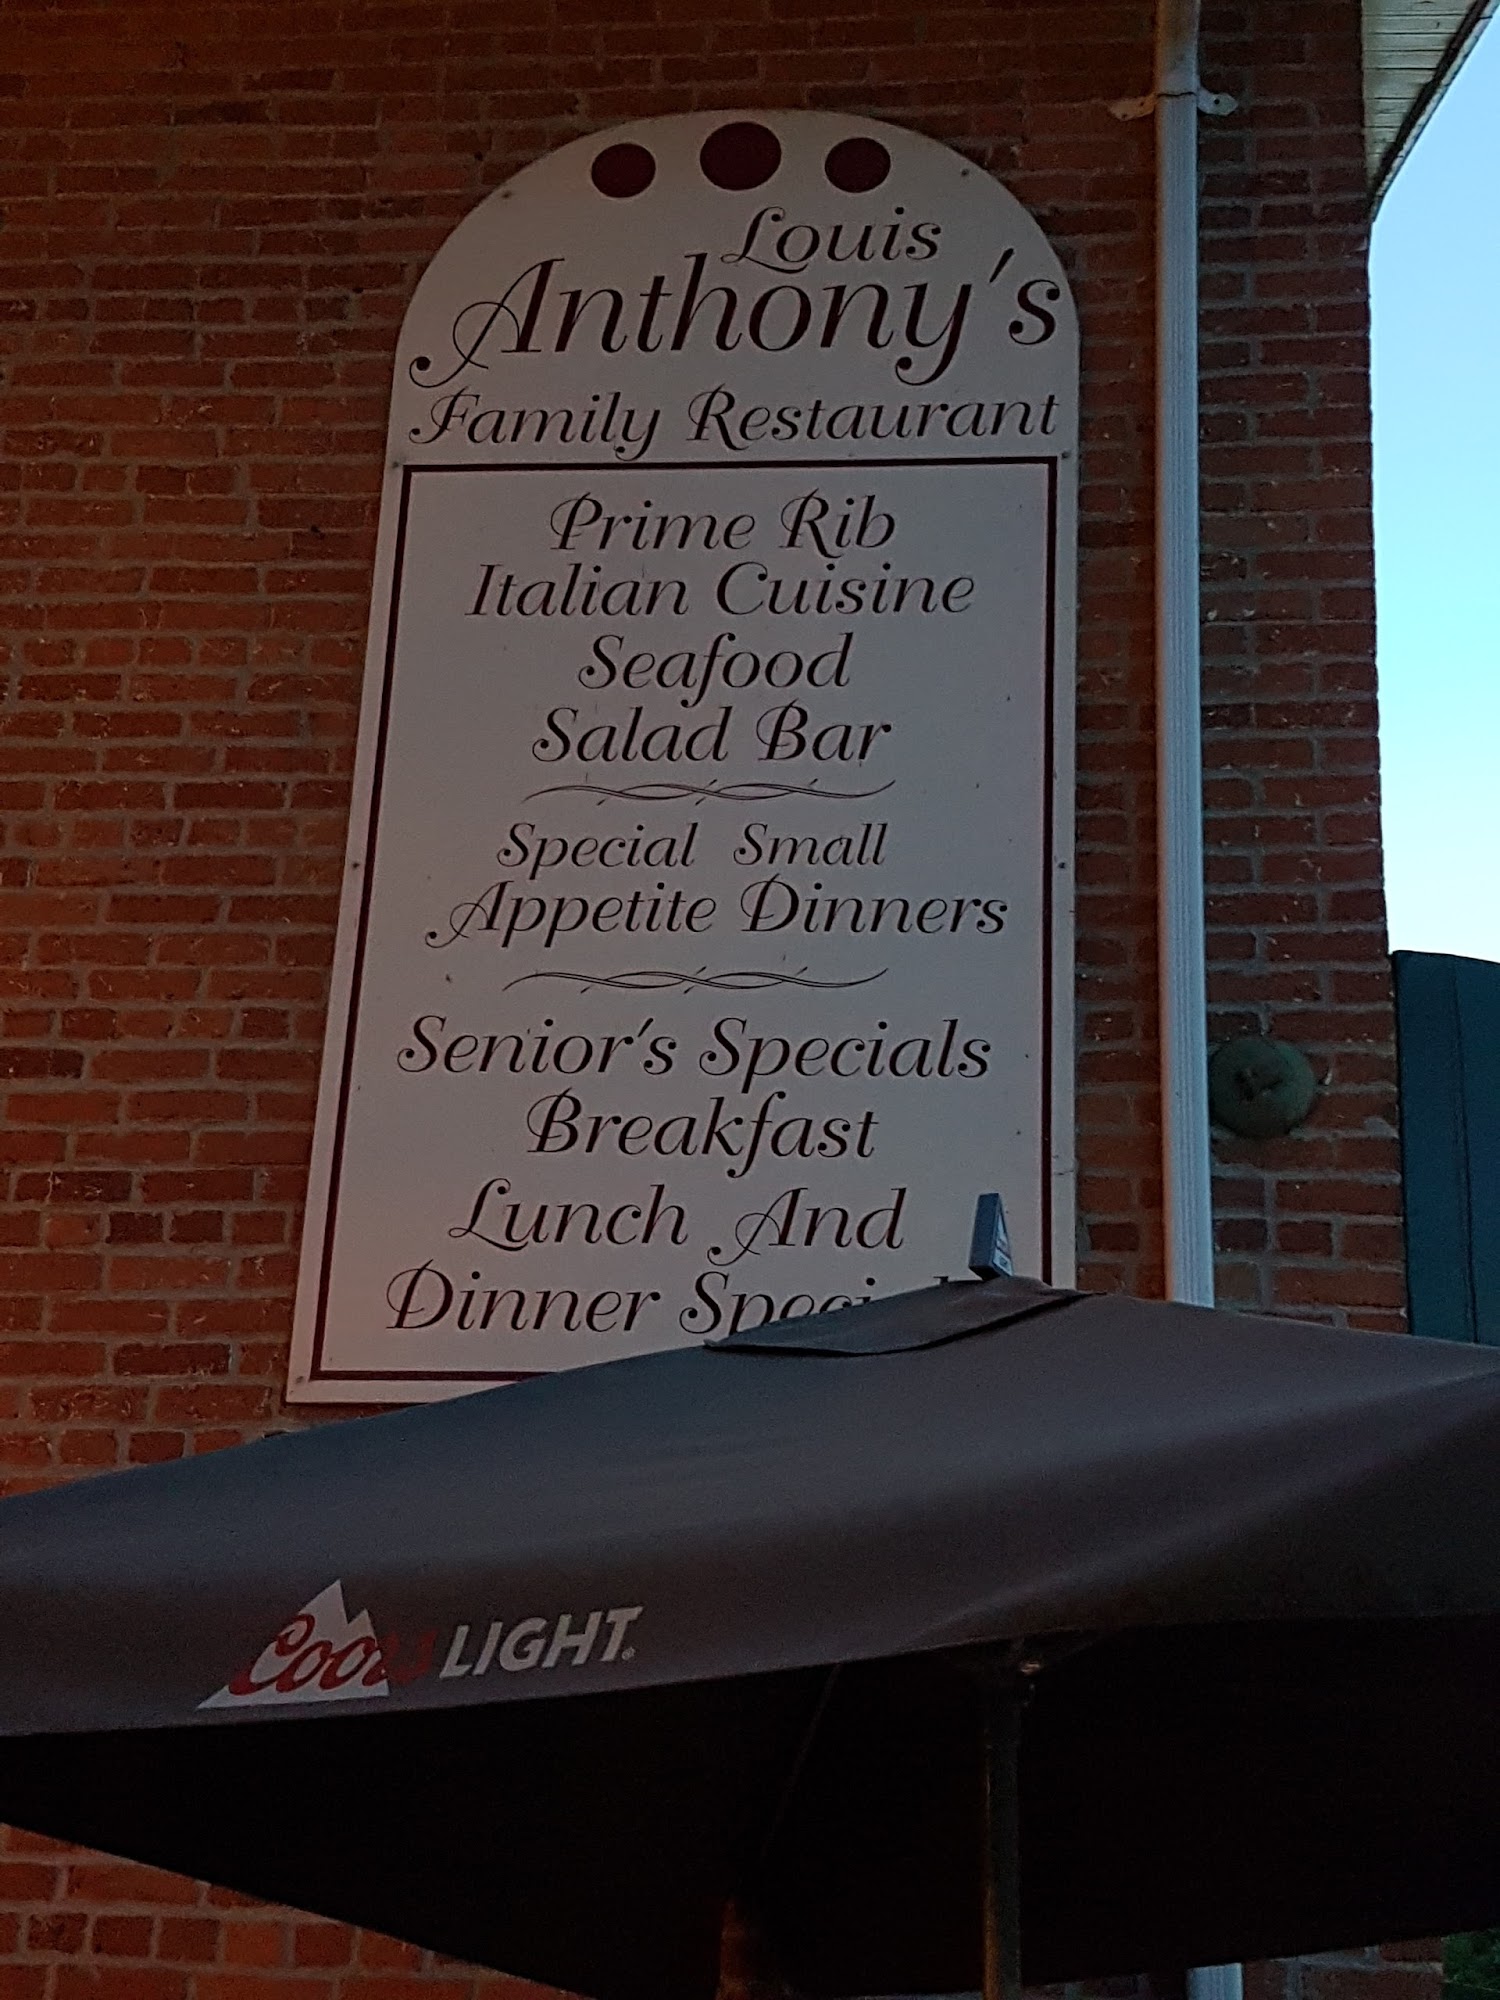 Louis
Anthony's
Family Restaurant
Prime Rib
Italian Cuisine
Seafood
Salad Bar
Special Small
Appetite Dinners
Senior's Specials
Breakfast
Lunch And
Dinner
Coors LIGHT